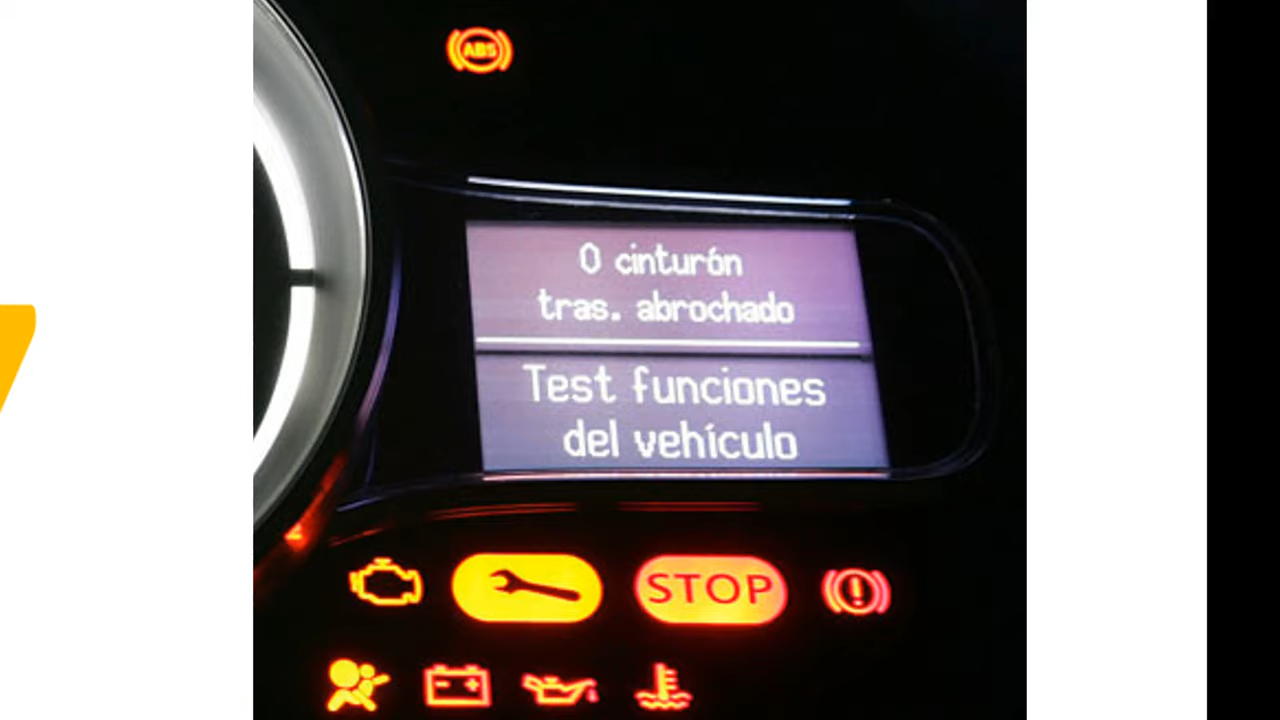 ABS
0 cinturón
tras. abrochado
Test funciones
del vehículo
STOP